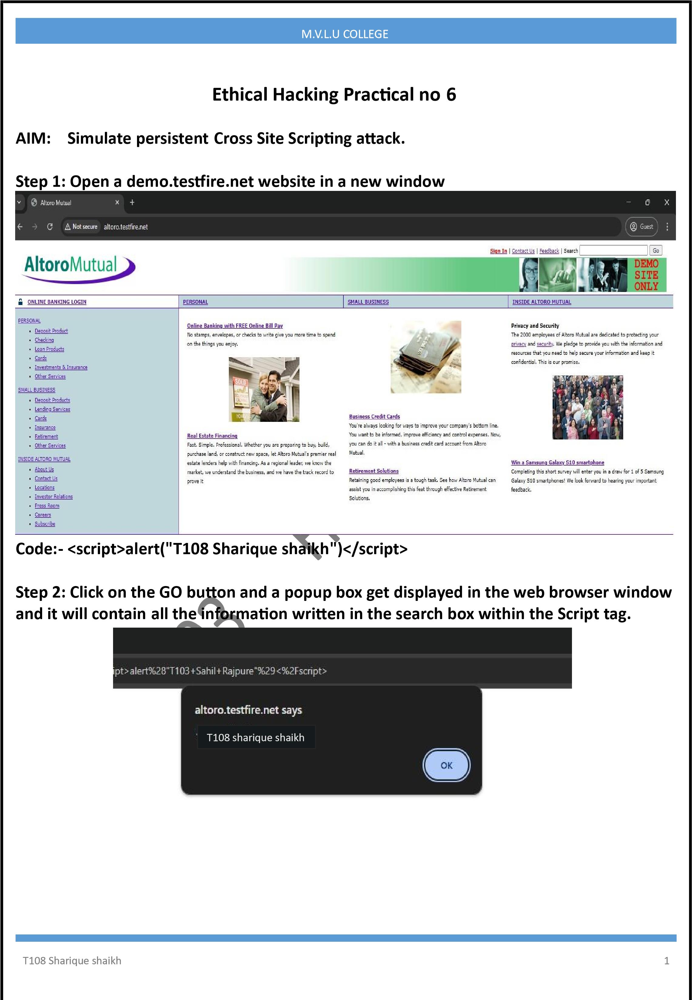 M.V.L.U COLLEGE
Ethical Hacking Practical no 6
AIM: Simulate persistent Cross Site Scripting attack.
Step 1: Open a demo.testfire.net website in a new window
Altoro Mutual
Not secure altoro.testfire.net
Guest
Sign In | Contact Us | Feedback | Search
Go
AltoroMutual
DEMO
SITE
ONLY
ONLINE BANKING LOGIN
PERSONAL
SMALL BUSINESS
INSIDE ALTORO MUTUAL
PERSONAL
Deposit Product
Checking
Loan Products
Cards
Investments & Insurance
Other Services
SMALL BUSINESS
Deposit Products
Lending Services
Cards
Insurance
Retirement
Other Services
INSIDE ALTORO MUTUAL
About Us
Contact Us
Locations
Investor Relations
Press Room
Careers
Subscribe
Online Banking with FREE Online Bill Pay
No stamps, envelopes, or checks to write give you more time to spend
on the things you enjoy.
SOLD
Real Estate Financing
Fast. Simple. Professional. Whether you are preparing to buy, build,
purchase land, or construct new space, let Altoro Mutual's premier real
estate lenders help with financing. As a regional leader, we know the
market, we understand the business, and we have the track record to
prove it
Business Credit Cards
You're always looking for ways to improve your company's bottom line.
You want to be informed, improve efficiency and control expenses. Now,
you can do it all - with a business credit card account from Altoro
Mutual.
Retirement Solutions
Retaining good employees is a tough task. See how Altoro Mutual can
assist you in accomplishing this feat through effective Retirement
Solutions.
Privacy and Security
The 2000 employees of Altoro Mutual are dedicated to protecting your
privacy and security. We pledge to provide you with the information and
resources that you need to help secure your information and keep it
confidential. This is our promise.
Win a Samsung Galaxy S10 smartphone
Completing this short survey will enter you in a draw for 1 of 5 Samsung
Galaxy S10 smartphones! We look forward to hearing your important
feedback.
Code:- <script>alert("T108 Sharique shaikh")</script>
Step 2: Click on the GO button and a popup box get displayed in the web browser window
and it will contain all the information written in the search box within the Script tag.
ipt>alert%28"T103+Sahil+Rajpure"%29<%2Fscript>
altoro.testfire.net says
T108 sharique shaikh
OK
T108 Sharique shaikh
1